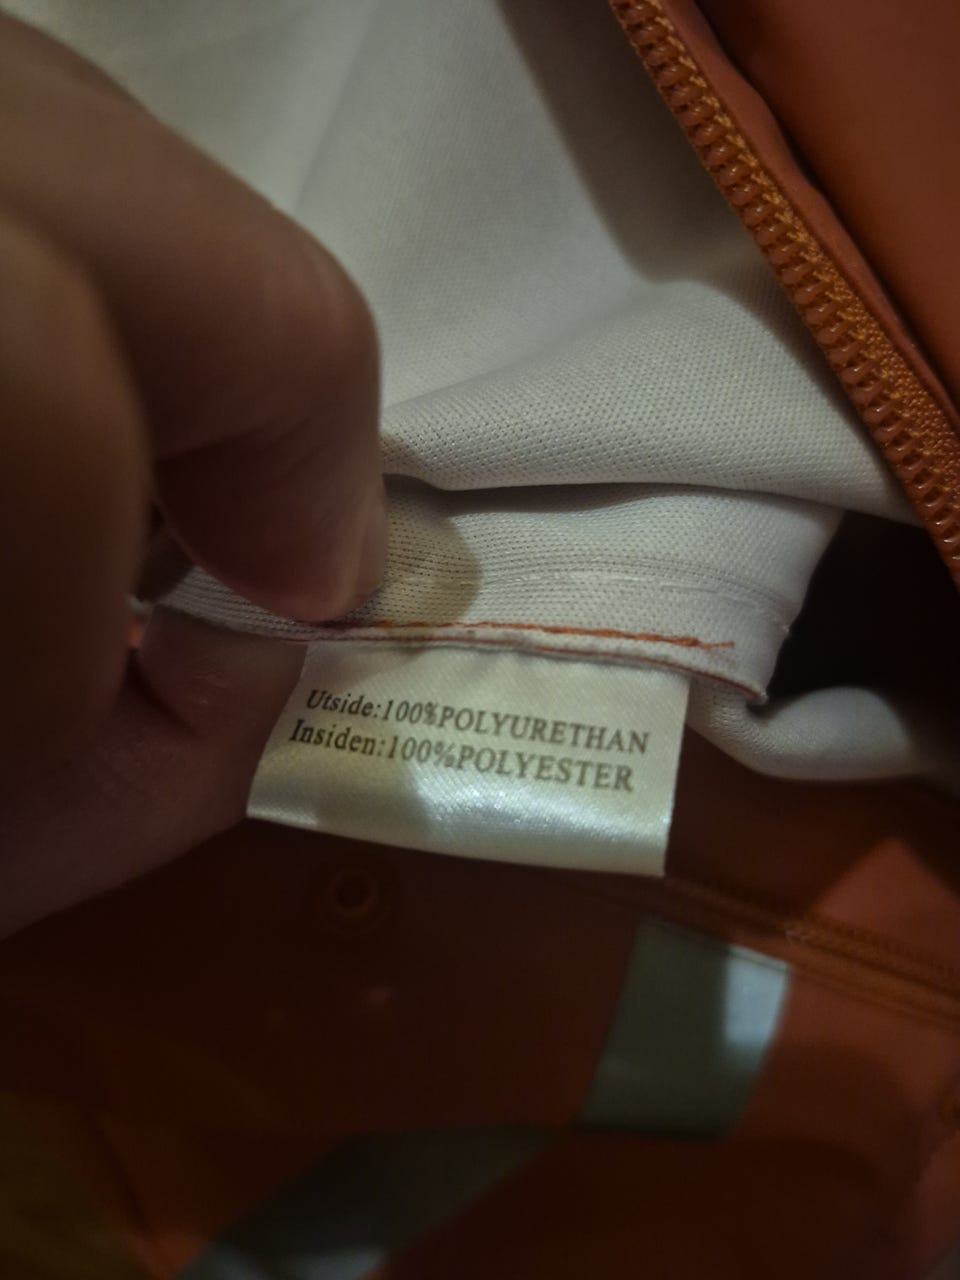 Utside:100%POLYURETHAN
Insiden:100%POLYESTER